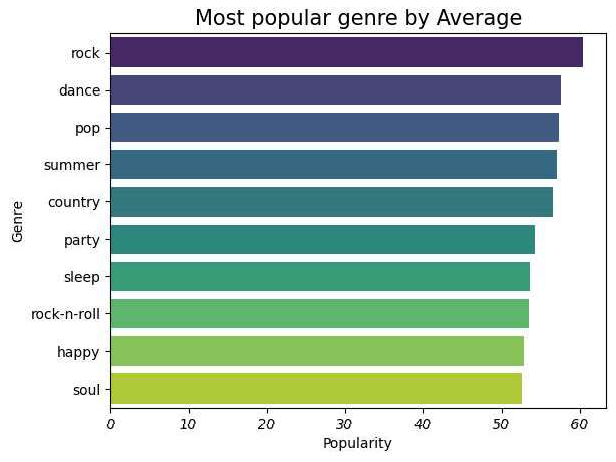 Most popular genre by Average
rock
dance
pop
summer
country
party
sleep
rock-n-roll
happy
soul
Genre
0 10 20 30 40 50 60
Popularity